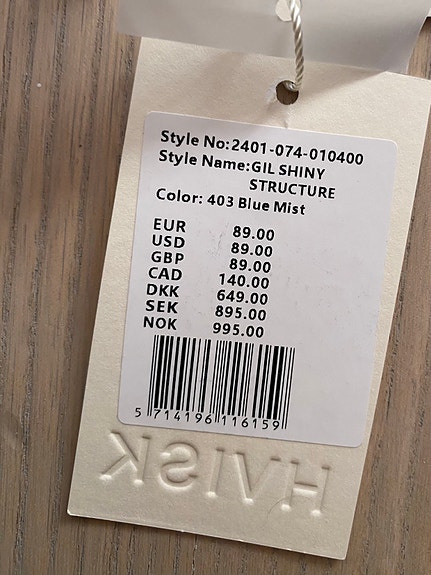 Style No:2401-074-010400
Style Name:GIL SHINY
STRUCTURE
Color: 403 Blue Mist
EUR 89.00
USD 89.00
GBP 89.00
CAD 140.00
DKK 649.00
SEK 895.00
NOK 995.00
5 714196 116159
HVISK